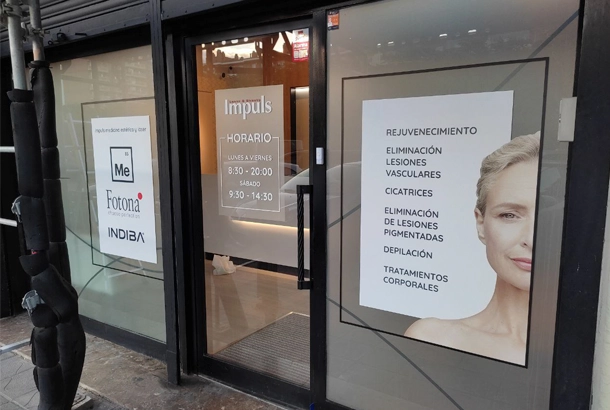 Me
Fotona
INDIBA
Impuls
HORARIO
LUNES A VIERNES
8:30 - 20:00
SÁBADO
9:30 - 14:30
REJUVENECIMIENTO
ELIMINACIÓN
LESIONES
VASCULARES
CICATRICES
ELIMINACIÓN
DE LESIONES
PIGMENTADAS
DEPILACIÓN
TRATAMIENTOS
CORPORALES